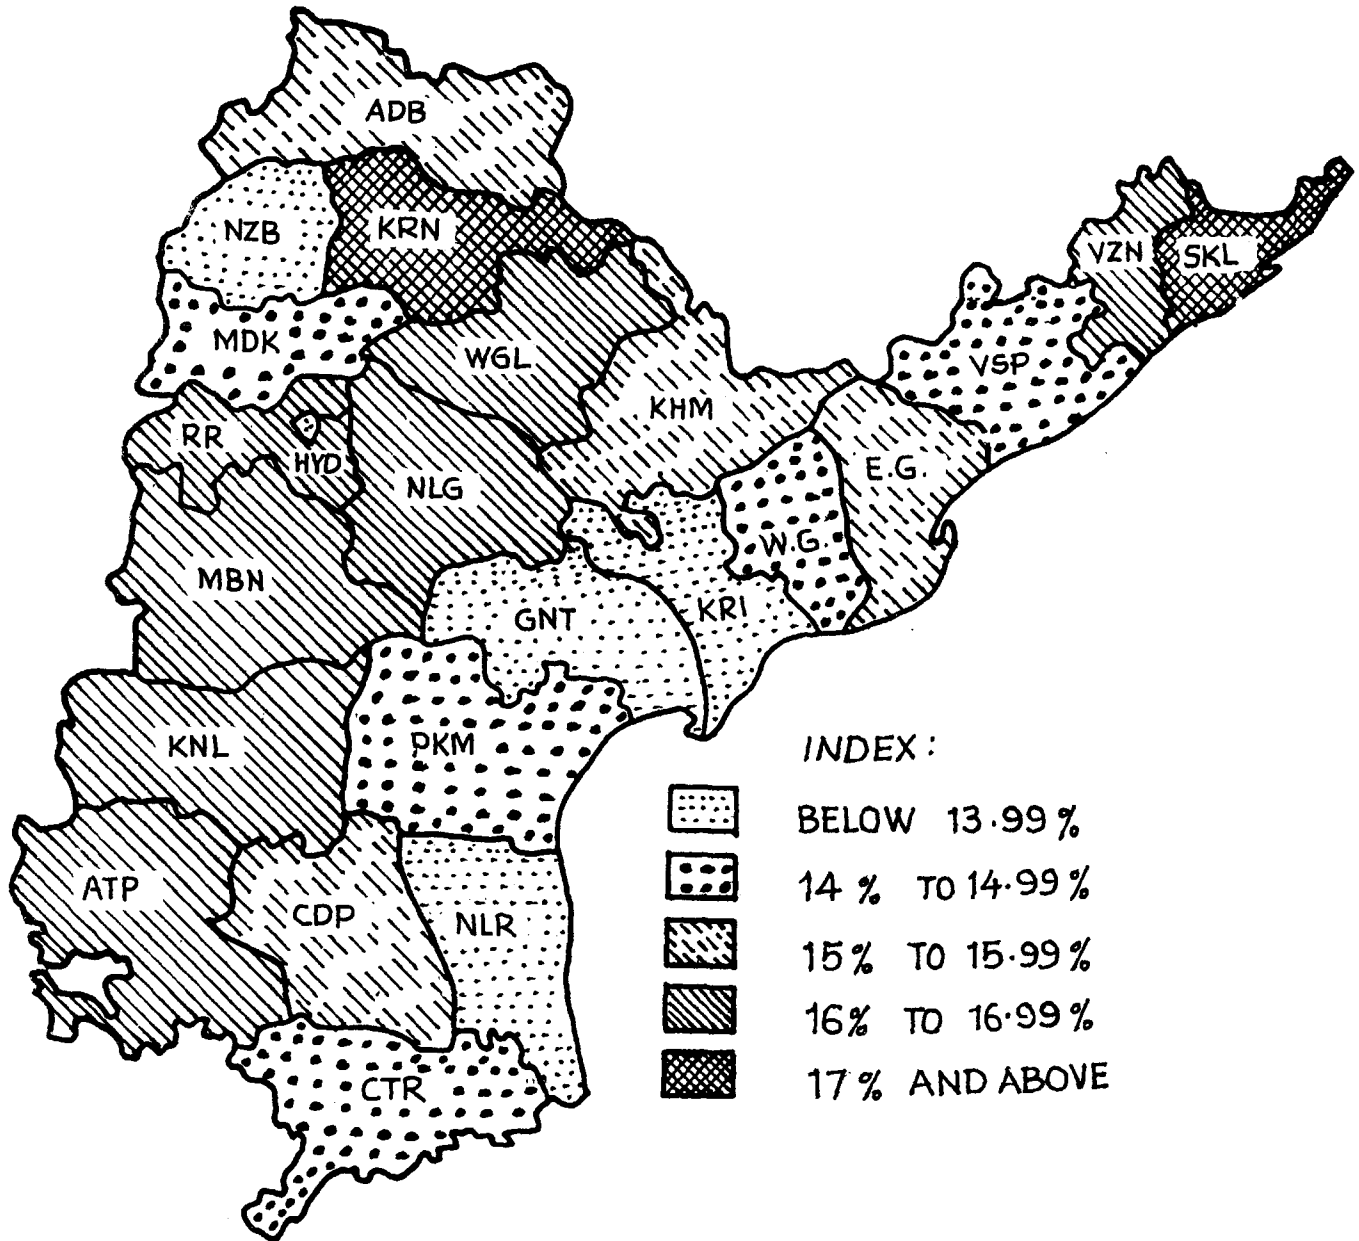 ADB
NZB
KRN
VZN
SKL
MDK
WGL
VSP
KHM
RR
HYD
NLG
E.G.
W.G.
MBN
GNT
KRI
KNL
PKM
ATP
CDP
NLR
CTR
INDEX:
BELOW 13.99%
14% TO 14.99%
15% TO 15.99%
16% TO 16.99%
17% AND ABOVE